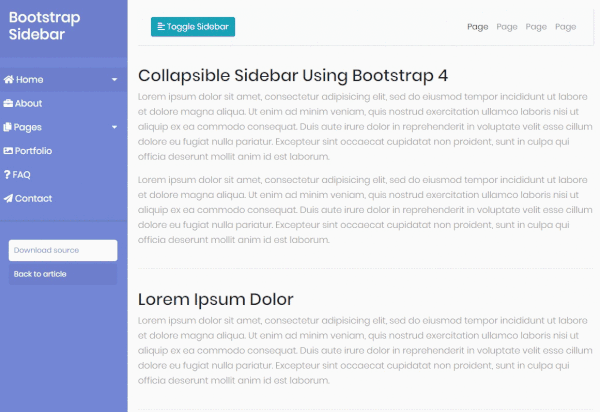 Bootstrap
Sidebar
Home
About
Pages
Portfolio
FAQ
Contact
Download source
Back to article
Toggle Sidebar
Page Page Page Page
Collapsible Sidebar Using Bootstrap 4
Lorem ipsum dolor sit amet, consectetur adipisicing elit, sed do eiusmod tempor incididunt ut labore
et dolore magna aliqua. Ut enim ad minim veniam, quis nostrud exercitation ullamco laboris nisi ut
aliquip ex ea commodo consequat. Duis aute irure dolor in reprehenderit in voluptate velit esse cillum
dolore eu fugiat nulla pariatur. Excepteur sint occaecat cupidatat non proident, sunt in culpa qui
officia deserunt mollit anim id est laborum.
Lorem ipsum dolor sit amet, consectetur adipisicing elit, sed do eiusmod tempor incididunt ut labore
et dolore magna aliqua. Ut enim ad minim veniam, quis nostrud exercitation ullamco laboris nisi ut
aliquip ex ea commodo consequat. Duis aute irure dolor in reprehenderit in voluptate velit esse cillum
dolore eu fugiat nulla pariatur. Excepteur sint occaecat cupidatat non proident, sunt in culpa qui
officia deserunt mollit anim id est laborum.
Lorem Ipsum Dolor
Lorem ipsum dolor sit amet, consectetur adipisicing elit, sed do eiusmod tempor incididunt ut labore
et dolore magna aliqua. Ut enim ad minim veniam, quis nostrud exercitation ullamco laboris nisi ut
aliquip ex ea commodo consequat. Duis aute irure dolor in reprehenderit in voluptate velit esse cillum
dolore eu fugiat nulla pariatur. Excepteur sint occaecat cupidatat non proident, sunt in culpa qui
officia deserunt mollit anim id est laborum.